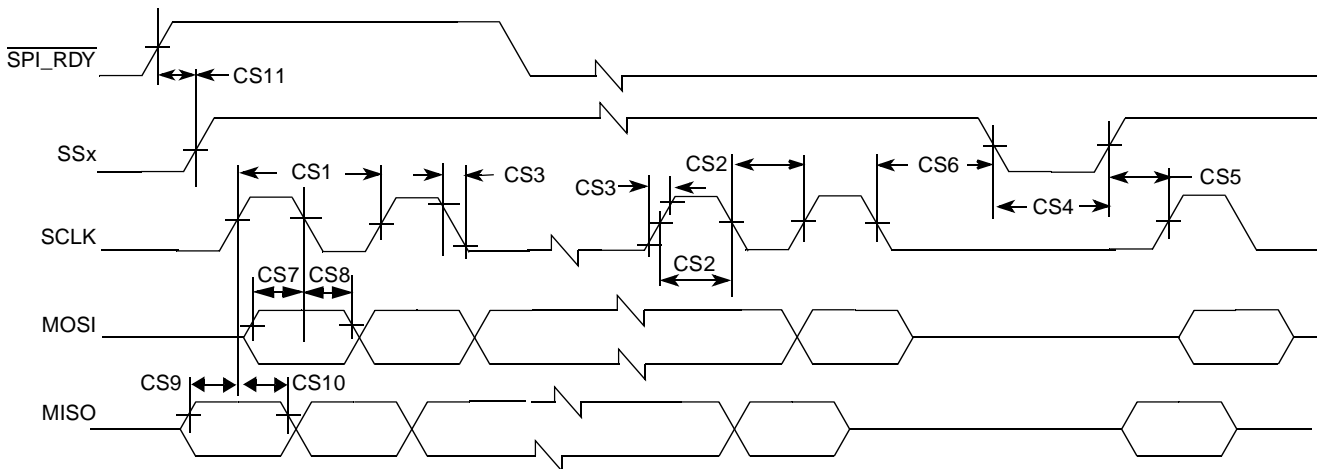 SPI_RDY
CS11
SSx
CS1
CS3
CS2
CS6
CS5
CS3
CS4
SCLK
CS2
CS7
CS8
MOSI
CS9
CS10
MISO